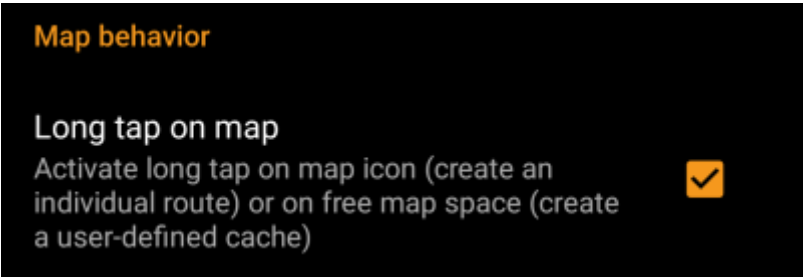 Map behavior
Long tap on map
Activate long tap on map icon (create an
individual route) or on free map space (create
a user-defined cache)